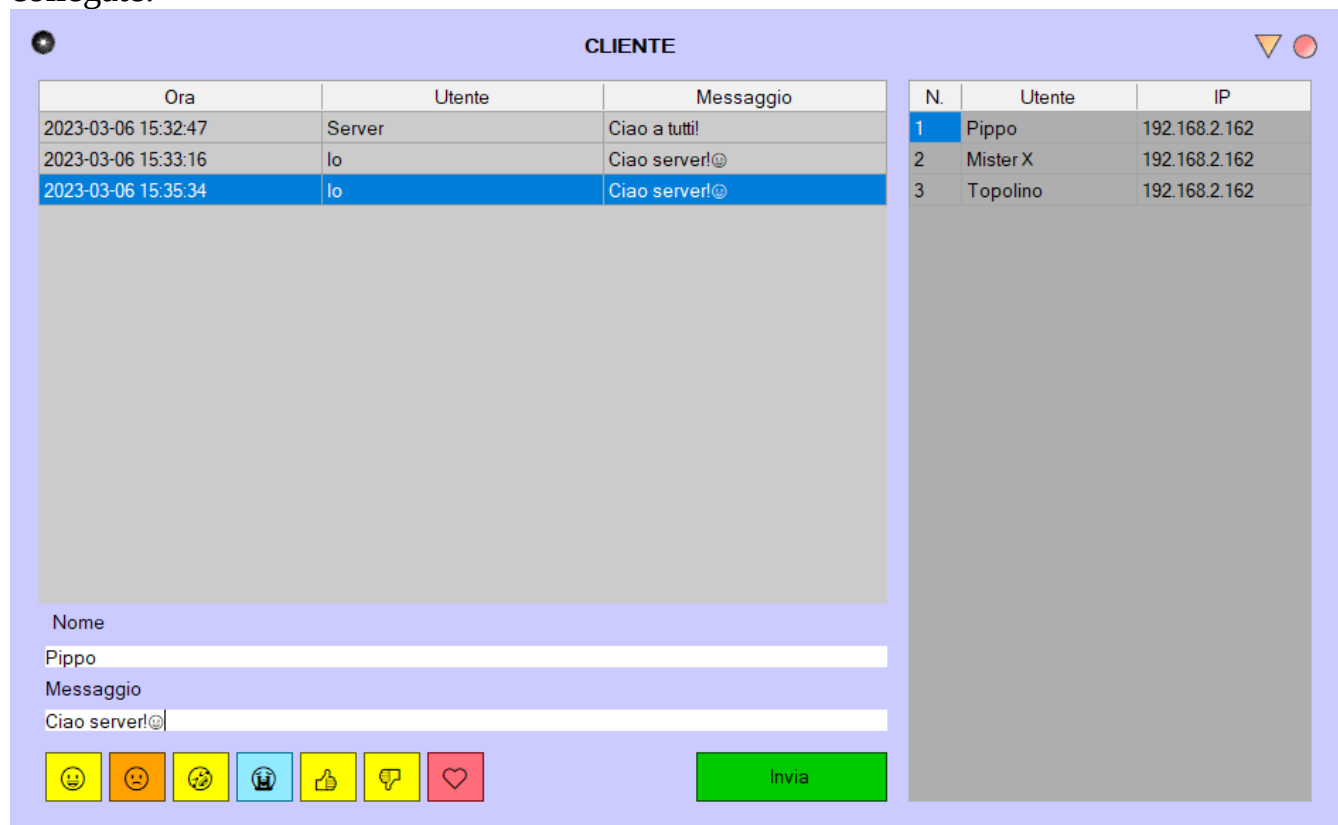 collegate.
CLIENTE
Ora Utente Messaggio
2023-03-06 15:32:47 Server Ciao a tutti!
2023-03-06 15:33:16 Io Ciao server!😀
2023-03-06 15:35:34 Io Ciao server!😀
N. Utente IP
1 Pippo 192.168.2.162
2 Mister X 192.168.2.162
3 Topolino 192.168.2.162
Nome
Pippo
Messaggio
Ciao server!😀
Invia